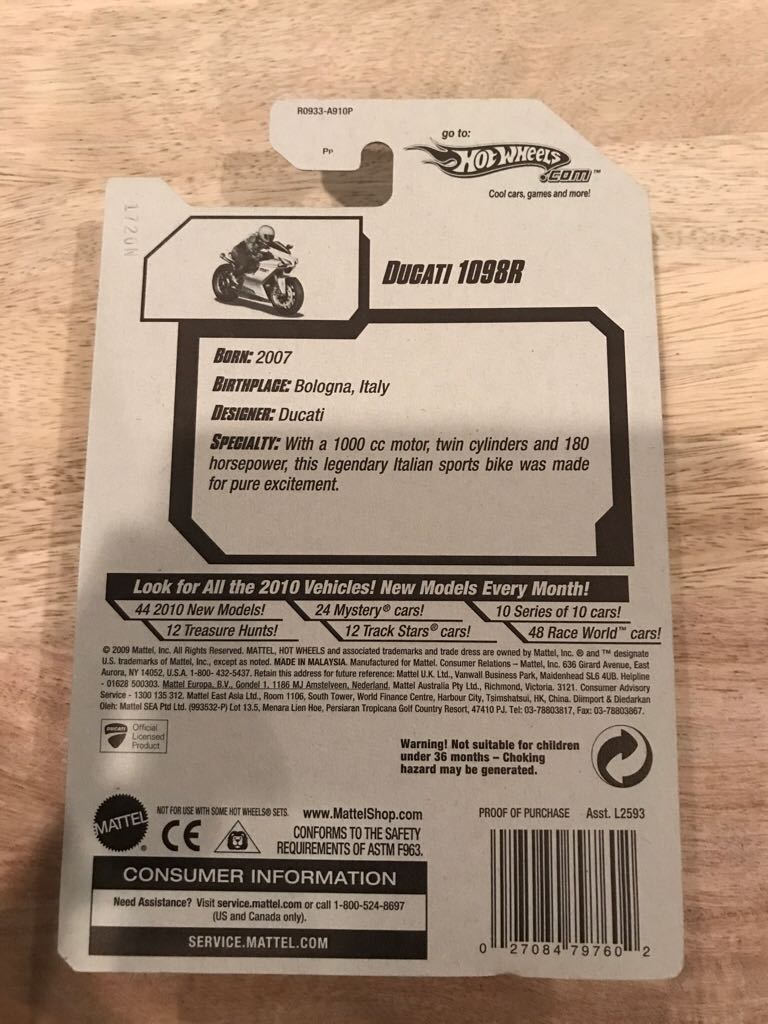 R0933-A910P
Pp
go to:
HOT WHEELS
.COM™
Cool cars, games and more!
1720N
DUCATI 1098R
BORN: 2007
BIRTHPLACE: Bologna, Italy
DESIGNER: Ducati
SPECIALTY: With a 1000 cc motor, twin cylinders and 180
horsepower, this legendary Italian sports bike was made
for pure excitement.
Look for All the 2010 Vehicles! New Models Every Month!
44 2010 New Models! 24 Mystery® cars! 10 Series of 10 cars!
12 Treasure Hunts! 12 Track Stars® cars! 48 Race World™ cars!
© 2009 Mattel, Inc. All Rights Reserved. MATTEL, HOT WHEELS and associated trademarks and trade dress are owned by Mattel, Inc. ® and ™ designate
U.S. trademarks of Mattel, Inc., except as noted. MADE IN MALAYSIA. Manufactured for Mattel. Consumer Relations – Mattel, Inc. 636 Girard Avenue, East
Aurora, NY 14052, U.S.A. 1-800- 432-5437. Retain this address for future reference: Mattel U.K. Ltd., Vanwall Business Park, Maidenhead SL6 4UB. Helpline
- 01628 500303. Mattel Europa, B.V., Gondel 1, 1186 MJ Amstelveen, Nederland. Mattel Australia Pty Ltd., Richmond, Victoria. 3121. Consumer Advisory
Service - 1300 135 312. Mattel East Asia Ltd., Room 1106, South Tower, World Finance Centre, Harbour City, Tsimshatsui, HK, China. Diimport & Diedarkan
Oleh: Mattel SEA Ptd Ltd. (993532-P) Lot 13.5, Menara Lien Hoe, Persiaran Tropicana Golf Country Resort, 47410 PJ. Tel: 03-78803817, Fax: 03-78803867.
DUCATI
Official
Licensed
Product
Warning! Not suitable for children
under 36 months – Choking
hazard may be generated.
MATTEL®
NOT FOR USE WITH SOME HOT WHEELS® SETS.
CE
www.MattelShop.com
CONFORMS TO THE SAFETY
REQUIREMENTS OF ASTM F963.
PROOF OF PURCHASE Asst. L2593
CONSUMER INFORMATION
Need Assistance? Visit service.mattel.com or call 1-800-524-8697
(US and Canada only).
SERVICE.MATTEL.COM
0 27084 79760 2